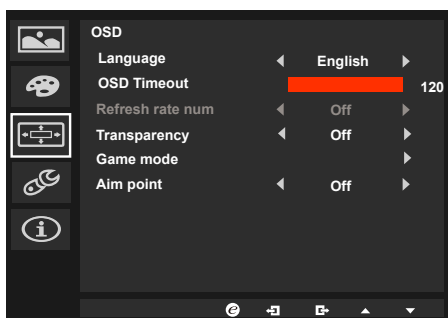 OSD
Language English
OSD Timeout 120
Refresh rate num Off
Transparency Off
Game mode
Aim point Off